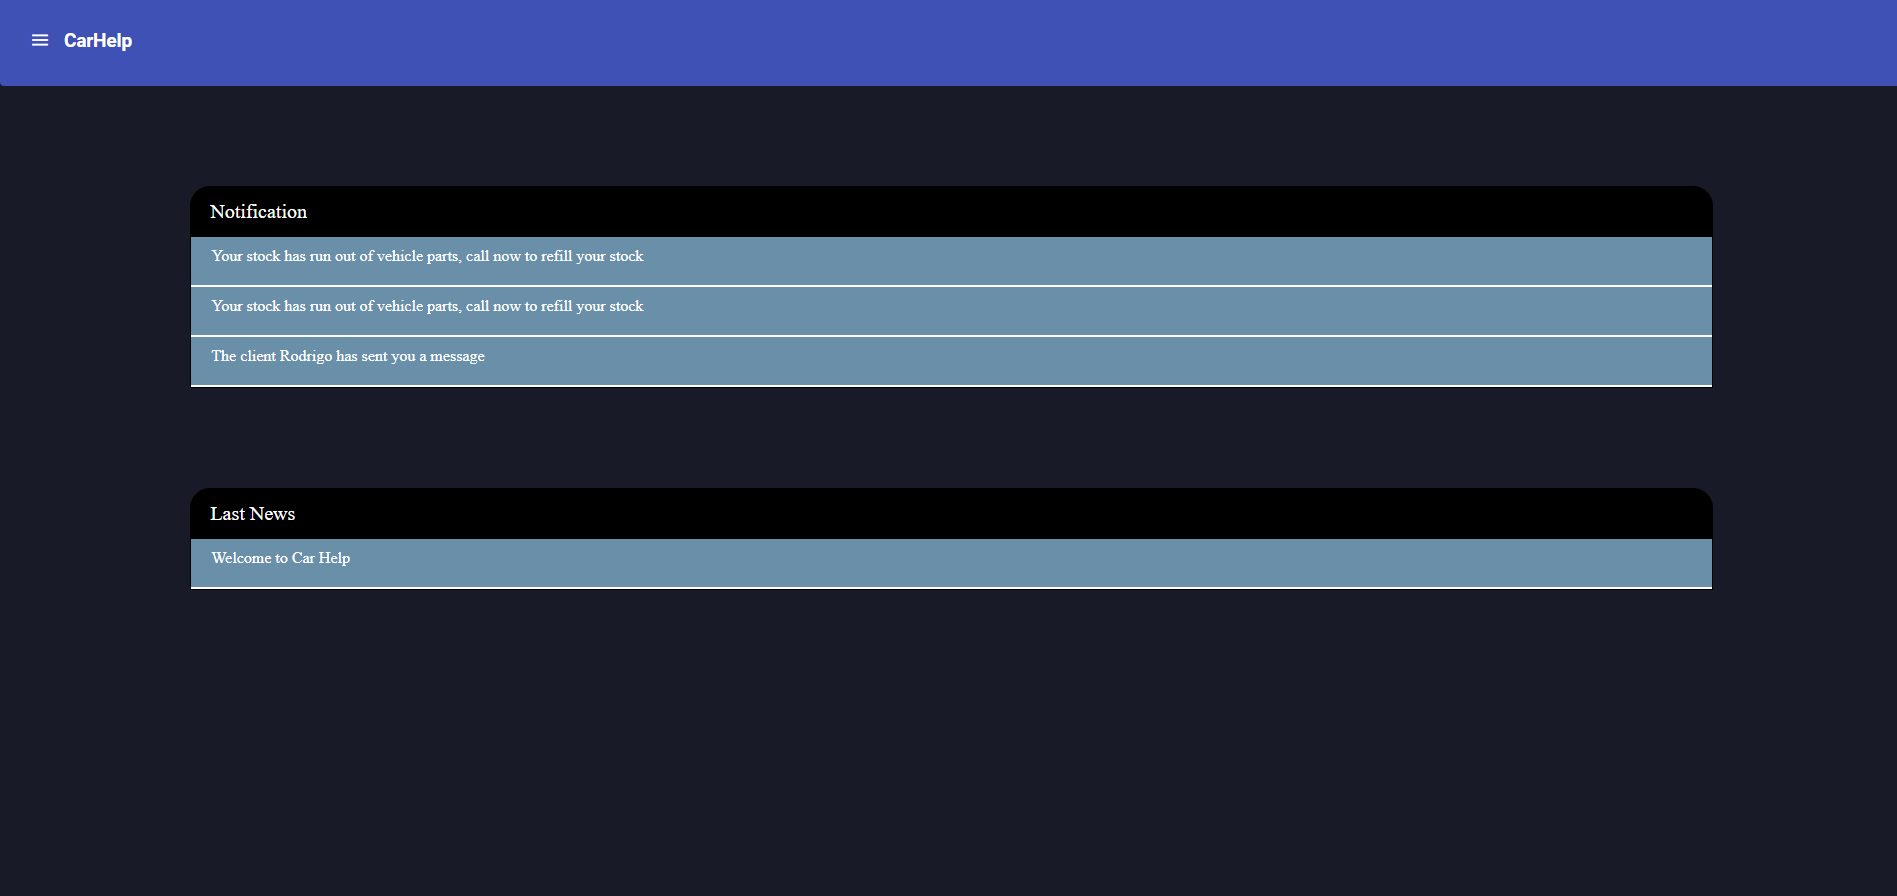 CarHelp
Notification
Your stock has run out of vehicle parts, call now to refill your stock
Your stock has run out of vehicle parts, call now to refill your stock
The client Rodrigo has sent you a message
Last News
Welcome to Car Help